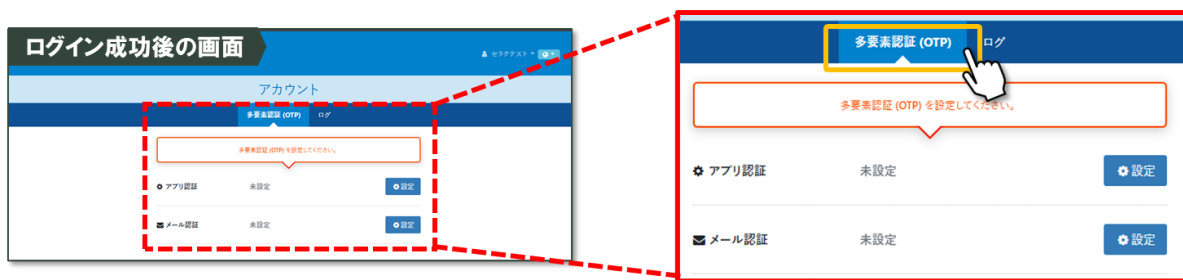 ログイン成功後の画面
セラクテスト
アカウント
多要素認証 (OTP) ログ
多要素認証 (OTP) を設定してください。
アプリ認証 未設定 設定
メール認証 未設定 設定
多要素認証 (OTP) ログ
多要素認証 (OTP) を設定してください。
アプリ認証 未設定 設定
メール認証 未設定 設定